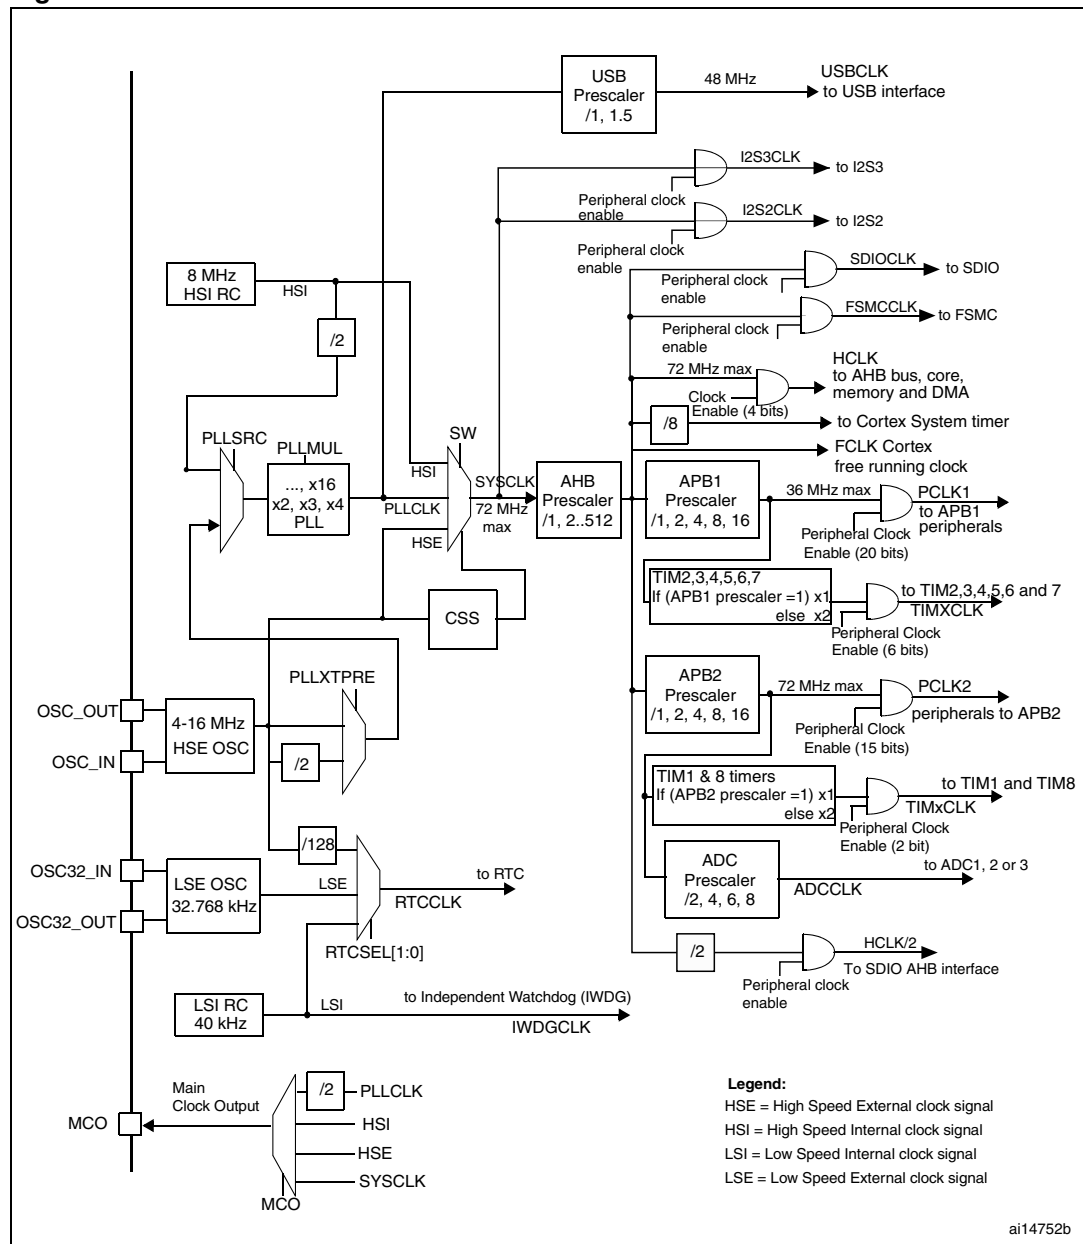 USB
Prescaler
/1, 1.5
48 MHz
USBCLK
to USB interface
I2S3CLK
to I2S3
Peripheral clock
enable
I2S2CLK
to I2S2
Peripheral clock
enable
SDIOCLK
to SDIO
Peripheral clock
enable
FSMCCLK
to FSMC
Peripheral clock
enable
8 MHz
HSI RC
HSI
/2
HCLK
to AHB bus, core,
memory and DMA
72 MHz max
Clock
Enable (4 bits)
/8
to Cortex System timer
FCLK Cortex
free running clock
PLLSRC
PLLMUL
..., x16
x2, x3, x4
PLL
SW
HSI
PLLCLK
HSE
SYSCLK
72 MHz
max
AHB
Prescaler
/1, 2..512
APB1
Prescaler
/1, 2, 4, 8, 16
36 MHz max
PCLK1
to APB1
peripherals
Peripheral Clock
Enable (20 bits)
TIM2,3,4,5,6,7
If (APB1 prescaler =1) x1
else x2
to TIM2,3,4,5,6 and 7
TIMXCLK
Peripheral Clock
Enable (6 bits)
CSS
PLLXTPRE
OSC_OUT
OSC_IN
4-16 MHz
HSE OSC
/2
APB2
Prescaler
/1, 2, 4, 8, 16
72 MHz max
PCLK2
peripherals to APB2
Peripheral Clock
Enable (15 bits)
TIM1 & 8 timers
If (APB2 prescaler =1) x1
else x2
to TIM1 and TIM8
TIMxCLK
Peripheral Clock
Enable (2 bit)
/128
OSC32_IN
OSC32_OUT
LSE OSC
32.768 kHz
LSE
to RTC
RTCCLK
RTCSEL[1:0]
ADC
Prescaler
/2, 4, 6, 8
to ADC1, 2 or 3
ADCCLK
/2
HCLK/2
To SDIO AHB interface
Peripheral clock
enable
LSI RC
40 kHz
LSI
to Independent Watchdog (IWDG)
IWDGCLK
MCO
Main
Clock Output
/2
PLLCLK
HSI
HSE
SYSCLK
MCO
Legend:
HSE = High Speed External clock signal
HSI = High Speed Internal clock signal
LSI = Low Speed Internal clock signal
LSE = Low Speed External clock signal
ai14752b